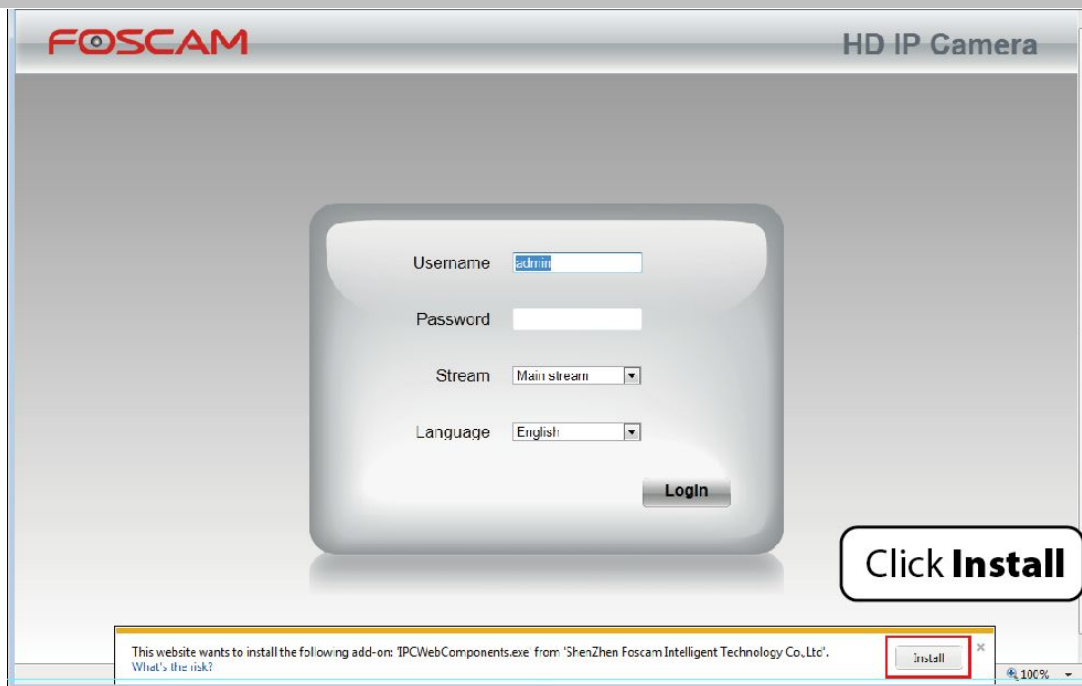 FOSCAM
HD IP Camera
Username admin
Password
Stream Main stream
Language English
Login
Click Install
This website wants to install the following add-on: 'IPCWebComponents.exe' from 'ShenZhen Foscam Intelligent Technology Co,.Ltd'.
What's the risk?
Install
×
100%